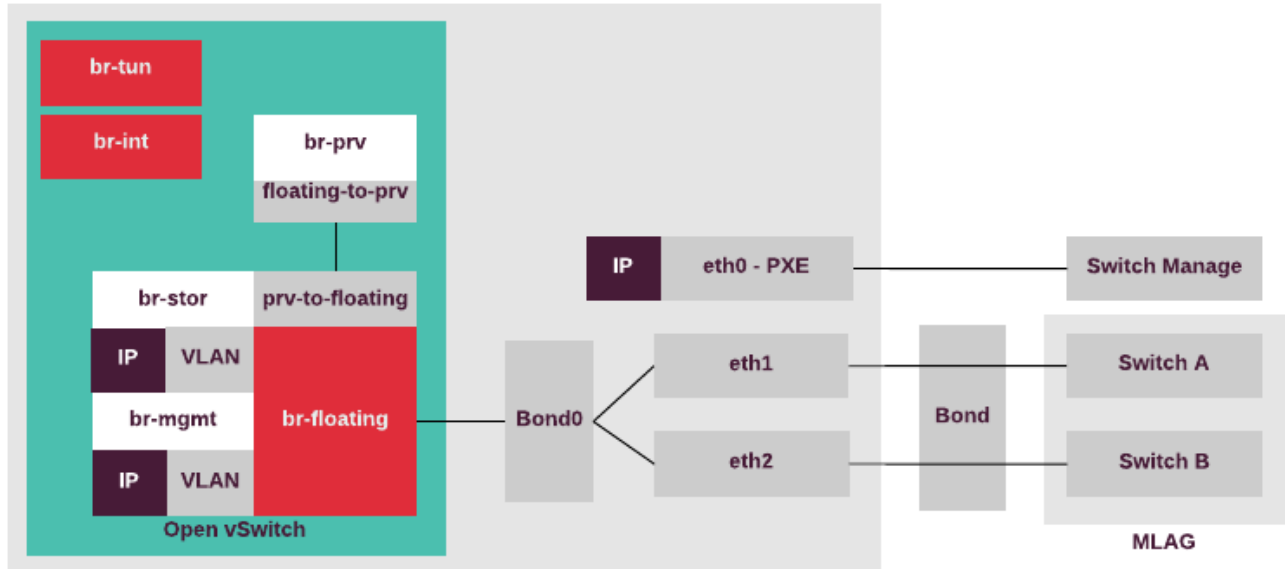 br-tun
br-int
br-prv
floating-to-prv
IP
eth0 - PXE
Switch Manage
br-stor
prv-to-floating
IP
VLAN
br-mgmt
br-floating
IP
VLAN
Open vSwitch
Bond0
eth1
eth2
Bond
Switch A
Switch B
MLAG